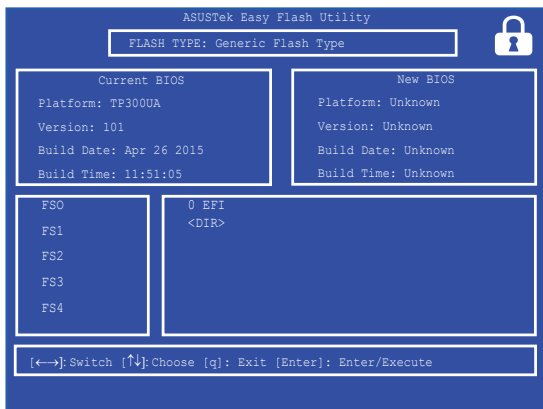 ASUSTek Easy Flash Utility
FLASH TYPE: Generic Flash Type
Current BIOS
Platform: TP300UA
Version: 101
Build Date: Apr 26 2015
Build Time: 11:51:05
New BIOS
Platform: Unknown
Version: Unknown
Build Date: Unknown
Build Time: Unknown
FSO
FS1
FS2
FS3
FS4
0 EFI
<DIR>
[←→]: Switch [↑↓]: Choose [q]: Exit [Enter]: Enter/Execute